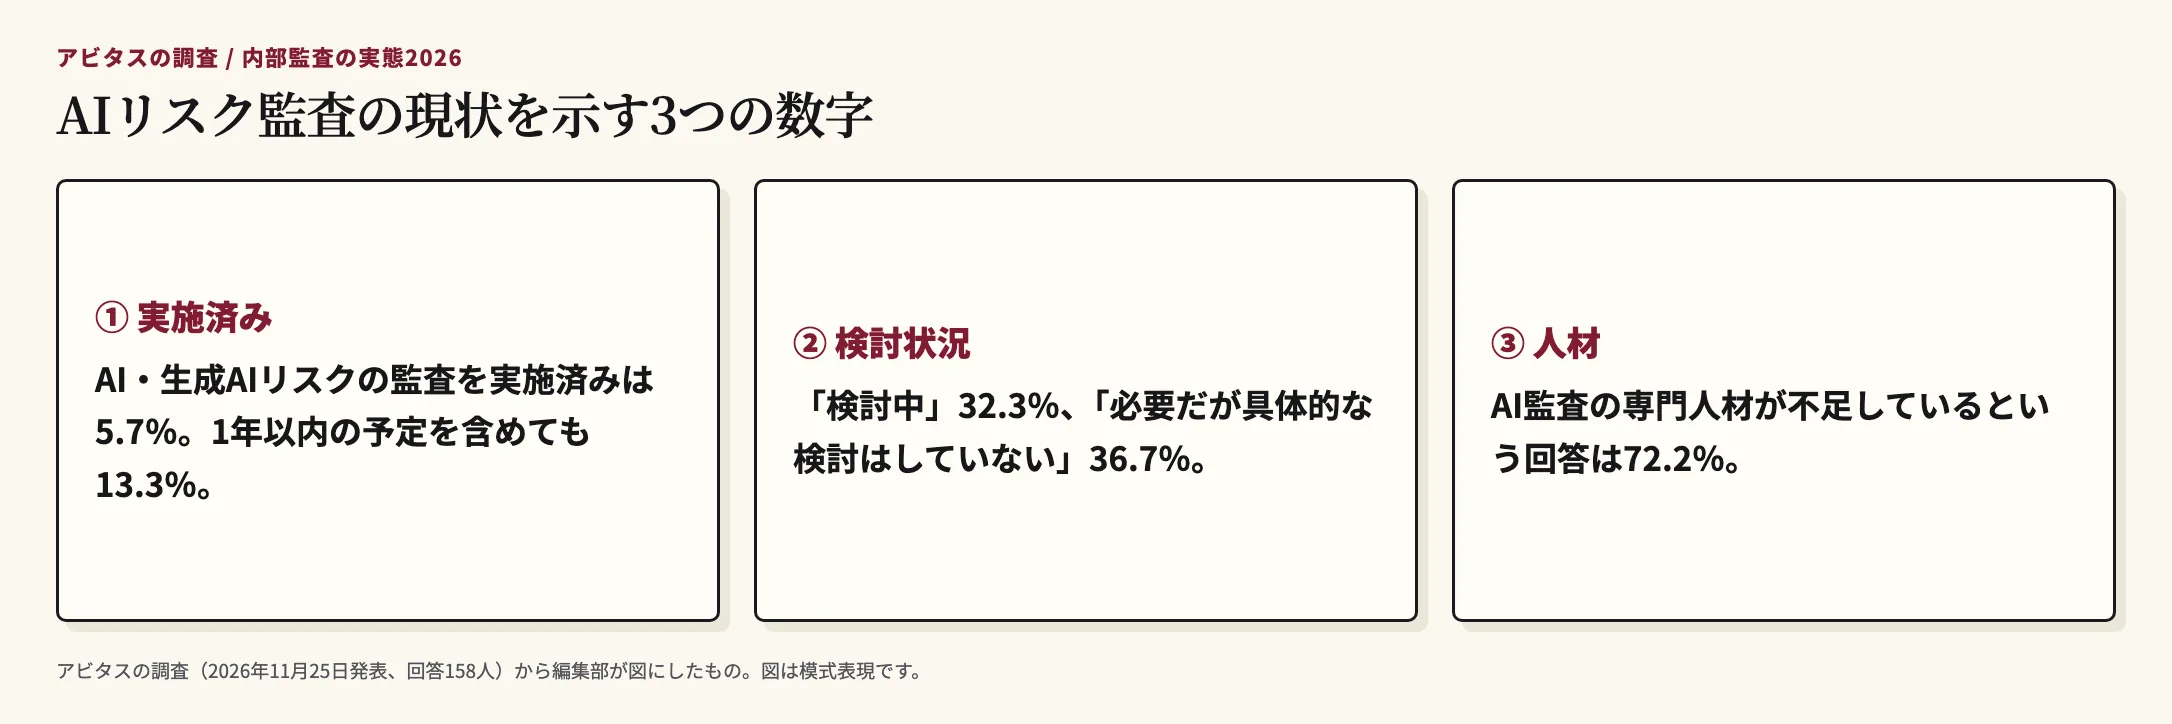 アビタスの調査 / 内部監査の実態2026
AIリスク監査の現状を示す3つの数字
① 実施済み
AI・生成AIリスクの監査を実施済みは
5.7%。1年以内の予定を含めても
13.3%。
② 検討状況
「検討中」32.3%、「必要だが具体的な
検討はしていない」36.7%。
③ 人材
AI監査の専門人材が不足しているとい
う回答は72.2%。
アビタスの調査（2026年11月25日発表、回答158人）から編集部が図にしたもの。図は模式表現です。